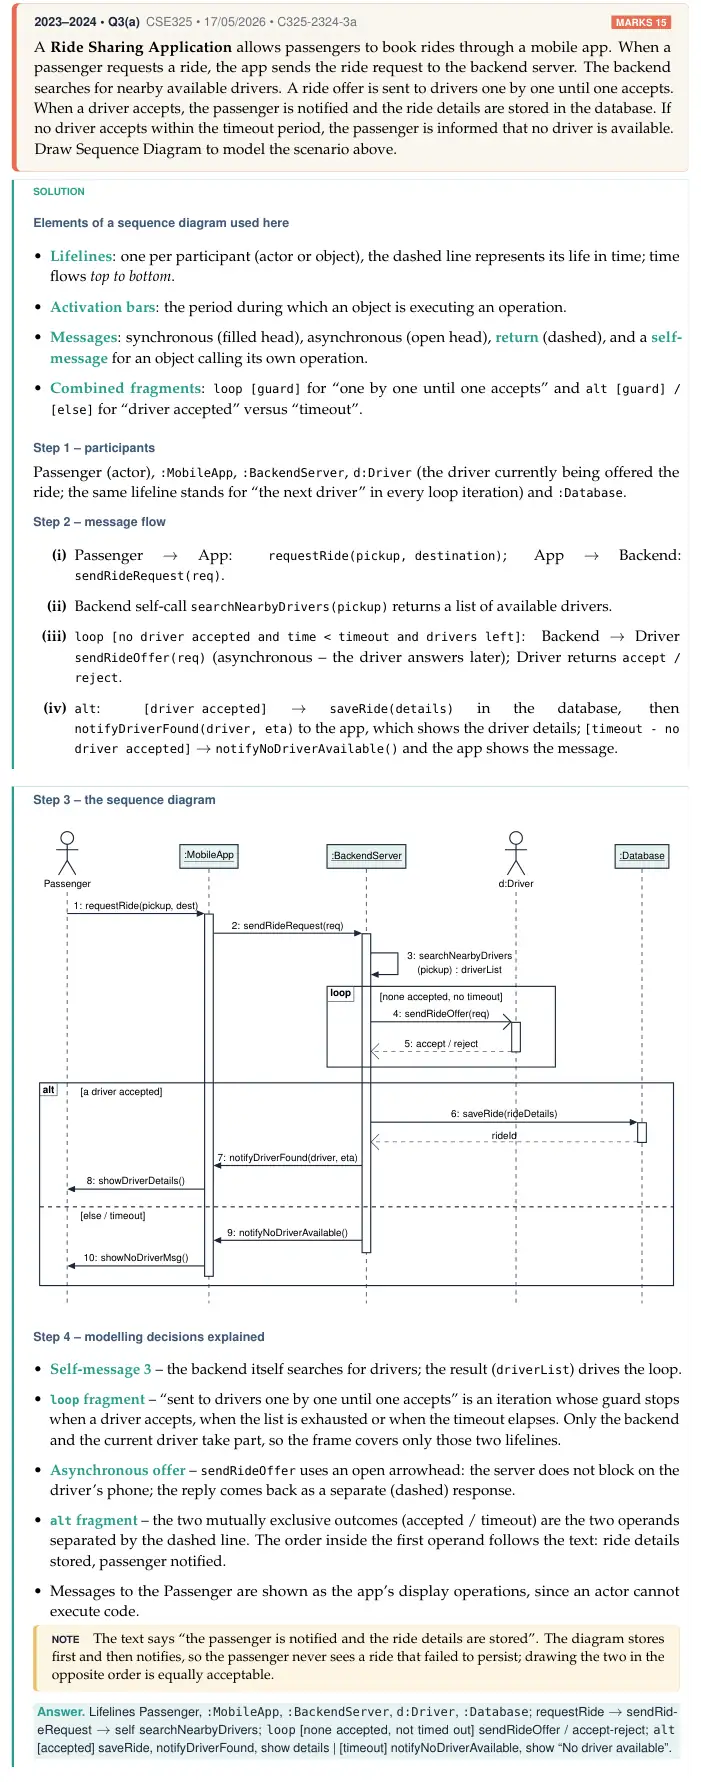 2023–2024 • Q3(a) CSE325 • 17/05/2026 • C325-2324-3a MARKS 15
A Ride Sharing Application allows passengers to book rides through a mobile app. When a
passenger requests a ride, the app sends the ride request to the backend server. The backend
searches for nearby available drivers. A ride offer is sent to drivers one by one until one accepts.
When a driver accepts, the passenger is notified and the ride details are stored in the database. If
no driver accepts within the timeout period, the passenger is informed that no driver is available.
Draw Sequence Diagram to model the scenario above.
SOLUTION
Elements of a sequence diagram used here
• Lifelines: one per participant (actor or object), the dashed line represents its life in time; time
flows top to bottom.
• Activation bars: the period during which an object is executing an operation.
• Messages: synchronous (filled head), asynchronous (open head), return (dashed), and a self-
message for an object calling its own operation.
• Combined fragments: loop [guard] for “one by one until one accepts” and alt [guard] /
[else] for “driver accepted” versus “timeout”.
Step 1 – participants
Passenger (actor), :MobileApp, :BackendServer, d:Driver (the driver currently being offered the
ride; the same lifeline stands for “the next driver” in every loop iteration) and :Database.
Step 2 – message flow
(i) Passenger → App: requestRide(pickup, destination); App → Backend:
sendRideRequest(req).
(ii) Backend self-call searchNearbyDrivers(pickup) returns a list of available drivers.
(iii) loop [no driver accepted and time < timeout and drivers left]: Backend → Driver
sendRideOffer(req) (asynchronous – the driver answers later); Driver returns accept /
reject.
(iv) alt: [driver accepted] → saveRide(details) in the database, then
notifyDriverFound(driver, eta) to the app, which shows the driver details; [timeout - no
driver accepted] → notifyNoDriverAvailable() and the app shows the message.
Step 3 – the sequence diagram
:MobileApp :BackendServer :Database
Passenger d:Driver
1: requestRide(pickup, dest)
2: sendRideRequest(req)
3: searchNearbyDrivers
(pickup) : driverList
loop [none accepted, no timeout]
4: sendRideOffer(req)
5: accept / reject
alt [a driver accepted]
6: saveRide(rideDetails)
rideId
7: notifyDriverFound(driver, eta)
8: showDriverDetails()
[else / timeout]
9: notifyNoDriverAvailable()
10: showNoDriverMsg()
Step 4 – modelling decisions explained
• Self-message 3 – the backend itself searches for drivers; the result (driverList) drives the loop.
• loop fragment – “sent to drivers one by one until one accepts” is an iteration whose guard stops
when a driver accepts, when the list is exhausted or when the timeout elapses. Only the backend
and the current driver take part, so the frame covers only those two lifelines.
• Asynchronous offer – sendRideOffer uses an open arrowhead: the server does not block on the
driver’s phone; the reply comes back as a separate (dashed) response.
• alt fragment – the two mutually exclusive outcomes (accepted / timeout) are the two operands
separated by the dashed line. The order inside the first operand follows the text: ride details
stored, passenger notified.
• Messages to the Passenger are shown as the app’s display operations, since an actor cannot
execute code.
NOTE The text says “the passenger is notified and the ride details are stored”. The diagram stores
first and then notifies, so the passenger never sees a ride that failed to persist; drawing the two in the
opposite order is equally acceptable.
Answer. Lifelines Passenger, :MobileApp, :BackendServer, d:Driver, :Database; requestRide → sendRid-
eRequest → self searchNearbyDrivers; loop [none accepted, not timed out] sendRideOffer / accept-reject; alt
[accepted] saveRide, notifyDriverFound, show details | [timeout] notifyNoDriverAvailable, show “No driver available”.